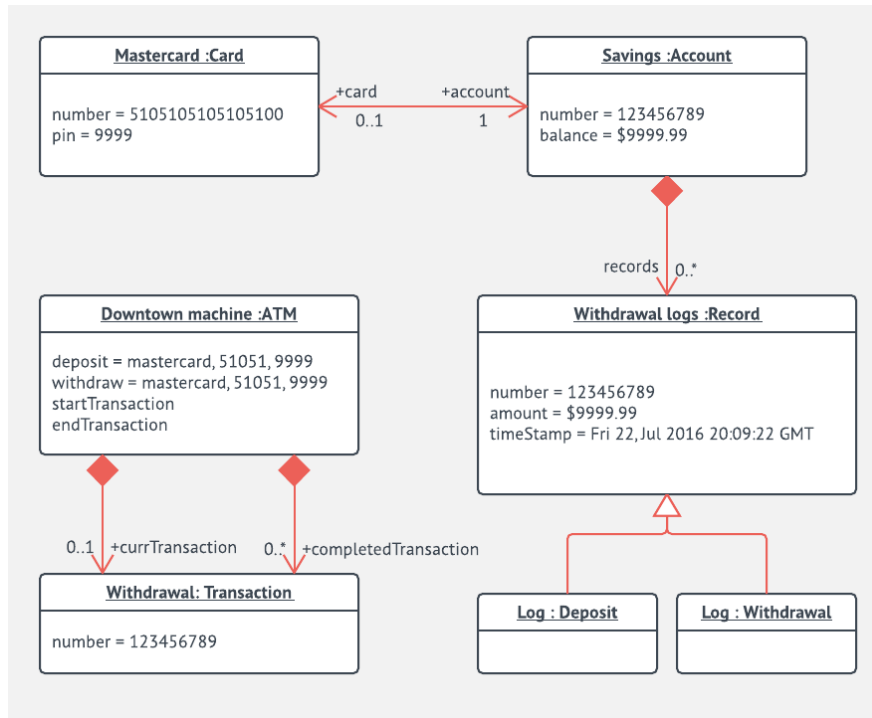 Mastercard :Card
number = 5105105105105100
pin = 9999
+card
0..1
+account
1
Savings :Account
number = 123456789
balance = $9999.99
records
0..*
Downtown machine :ATM
deposit = mastercard, 51051, 9999
withdraw = mastercard, 51051, 9999
startTransaction
endTransaction
Withdrawal logs :Record
number = 123456789
amount = $9999.99
timeStamp = Fri 22, Jul 2016 20:09:22 GMT
0..1
+currTransaction
0..*
+completedTransaction
Withdrawal: Transaction
number = 123456789
Log : Deposit
Log : Withdrawal